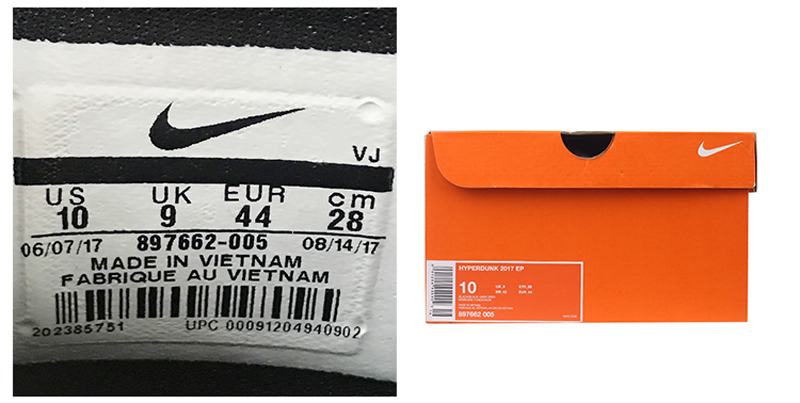 VJ
US UK EUR cm
10 9 44 28
06/07/17 897662-005 08/14/17
MADE IN VIETNAM
FABRIQUE AU VIETNAM
202385751 UPC 00091204940902
HYPERDUNK 2017 EP
10
897662 005